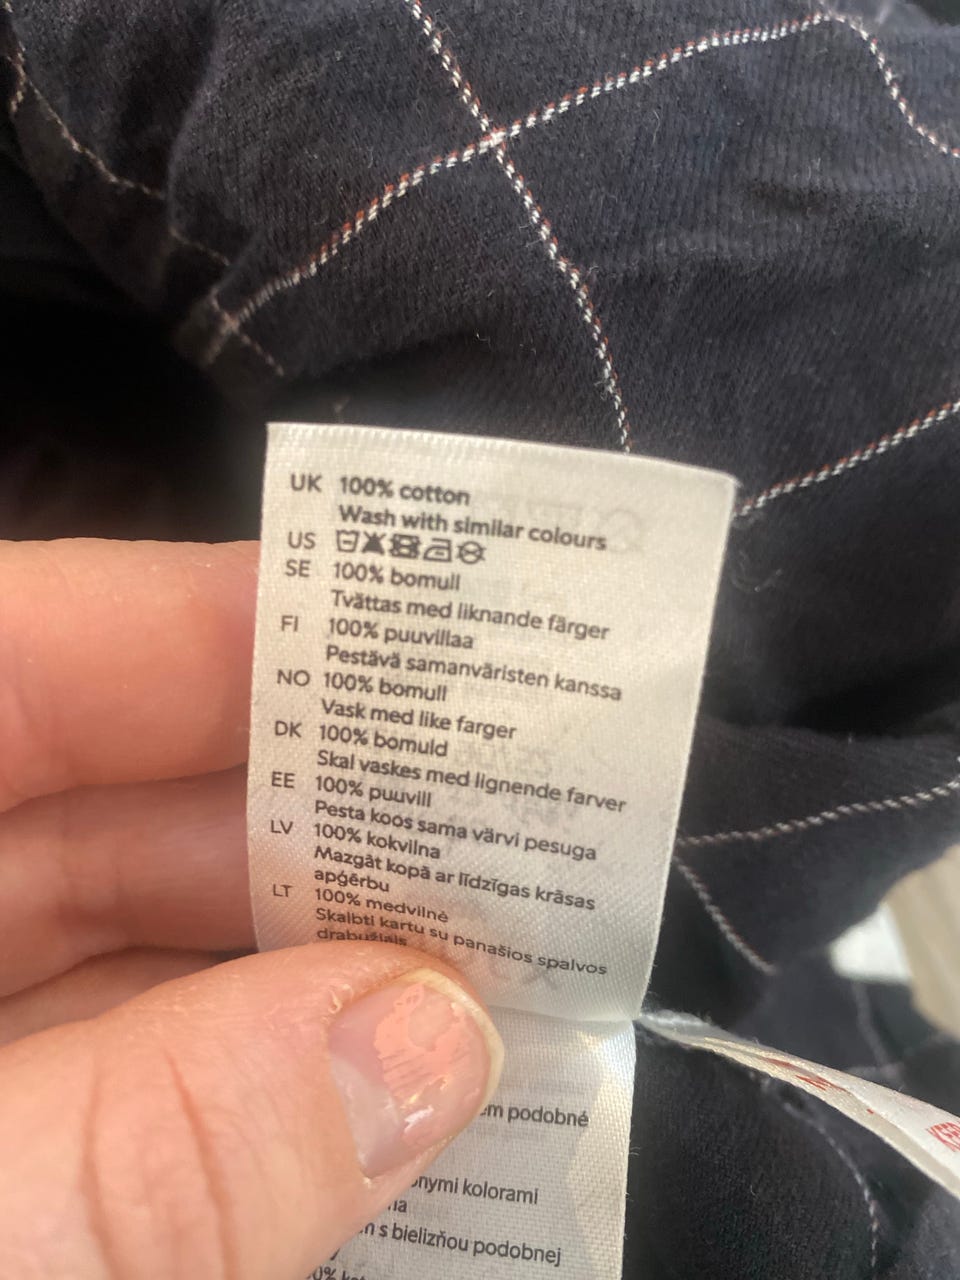 UK 100% cotton
Wash with similar colours
US
SE 100% bomull
Tvättas med liknande färger
FI 100% puuvillaa
Pestävä samanväristen kanssa
NO 100% bomull
Vask med like farger
DK 100% bomuld
Skal vaskes med lignende farver
EE 100% puuvill
Pesta koos sama värvi pesuga
LV 100% kokvilna
Mazgāt kopā ar līdzīgas krāsas
apģērbu
LT 100% medvilnė
Skalbti kartu su panašios spalvos
drabužiais
podobné
kolorami
s bielizňou podobnej